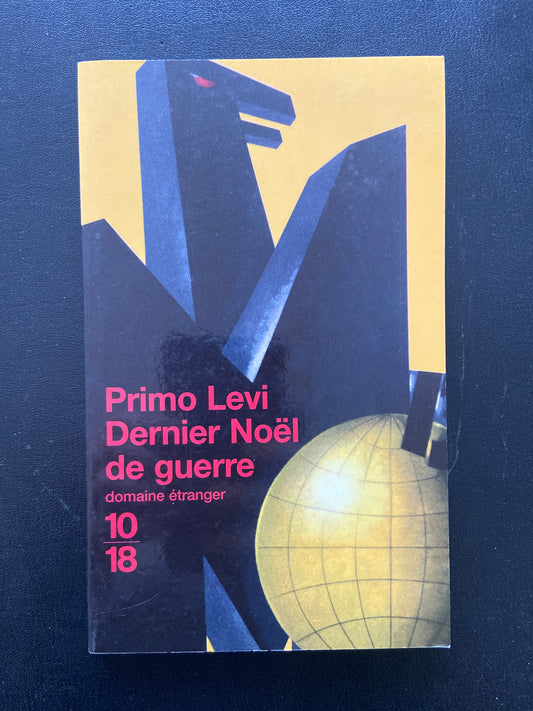 Primo Levi
Dernier Noël
de guerre
domaine étranger
10
18